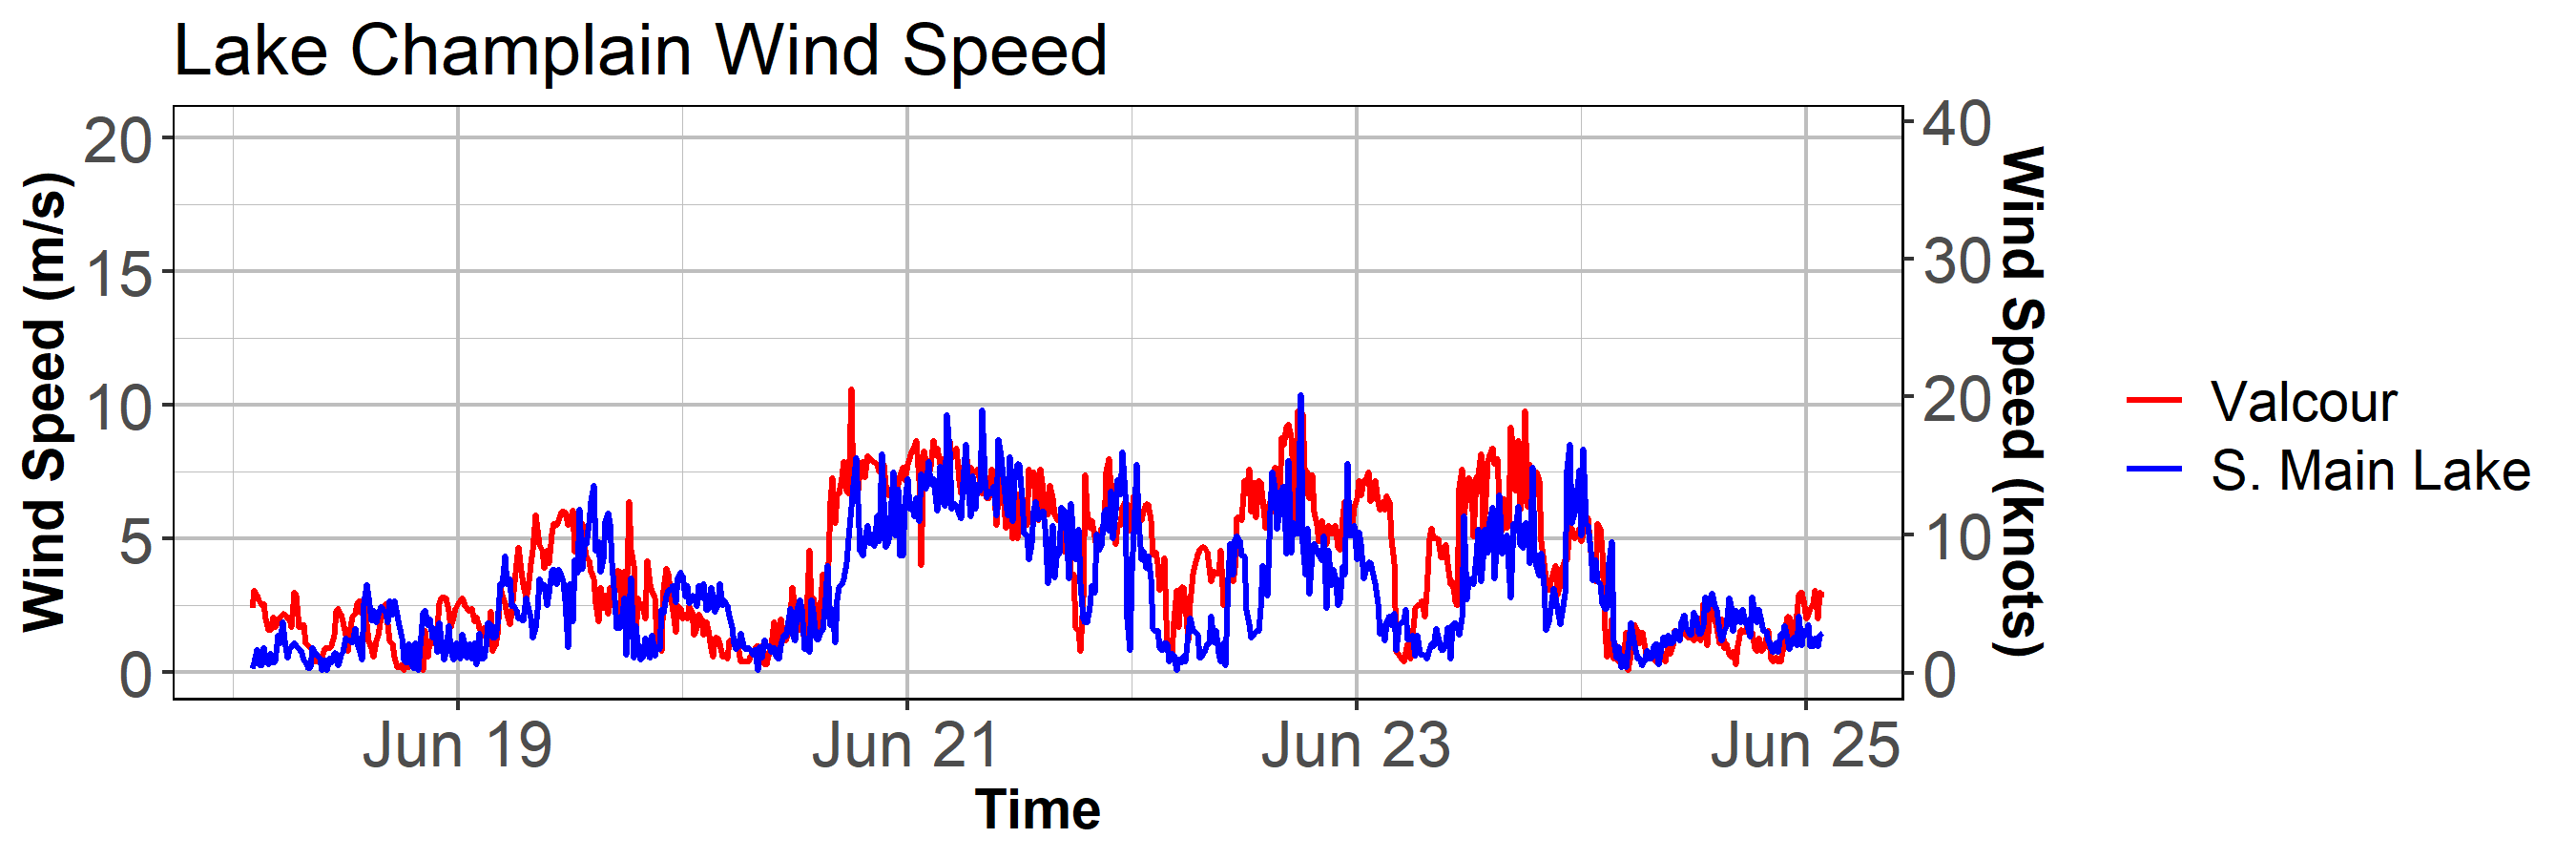 Lake Champlain Wind Speed
Wind Speed (m/s)
20
15
10
5
0
40
30
20
10
0
Wind Speed (knots)
Jun 19
Jun 21
Jun 23
Jun 25
Time
Valcour
S. Main Lake